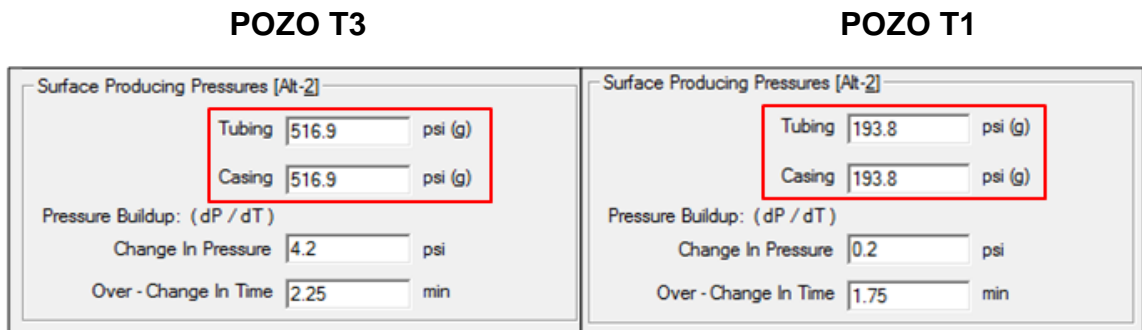 POZO T3
Surface Producing Pressures [Alt-2]
Tubing 516.9 psi (g)
Casing 516.9 psi (g)
Pressure Buildup: ( dP / dT )
Change In Pressure 4.2 psi
Over - Change In Time 2.25 min
POZO T1
Surface Producing Pressures [Alt-2]
Tubing 193.8 psi (g)
Casing 193.8 psi (g)
Pressure Buildup: ( dP / dT )
Change In Pressure 0.2 psi
Over - Change In Time 1.75 min